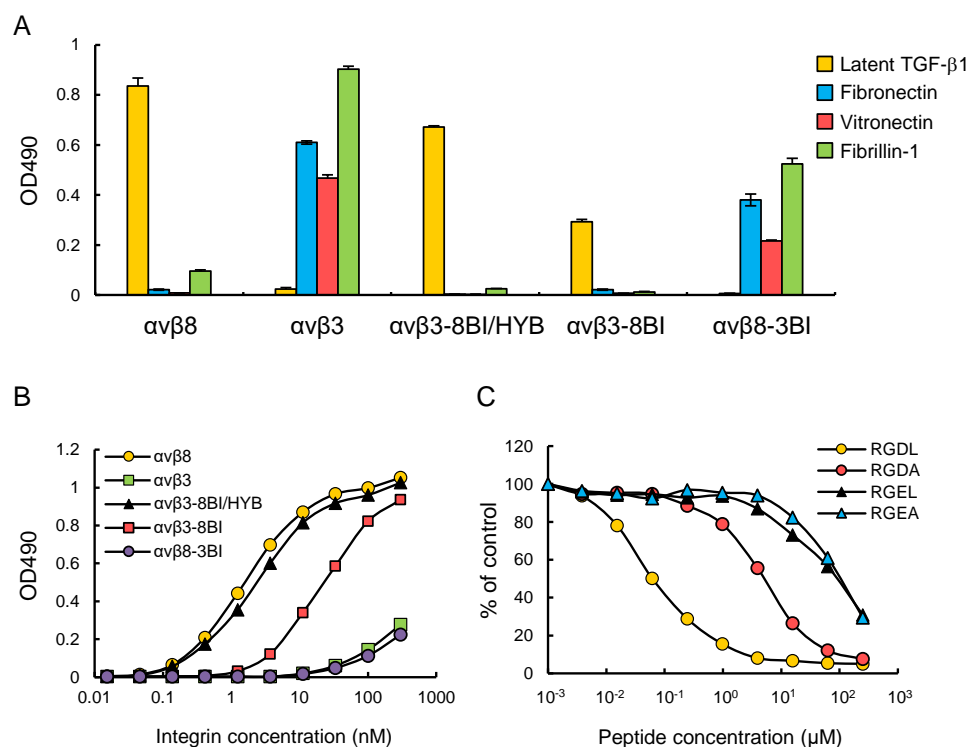 A
1
0.8
0.6
0.4
0.2
0
OD490
Latent TGF-β1
Fibronectin
Vitronectin
Fibrillin-1
αvβ8 αvβ3 αvβ3-8BI/HYB αvβ3-8BI αvβ8-3BI
B
1.2
1
0.8
0.6
0.4
0.2
0
OD490
αvβ8
αvβ3
αvβ3-8BI/HYB
αvβ3-8BI
αvβ8-3BI
0.01 0.1 1 10 100 1000
Integrin concentration (nM)
C
120
100
80
60
40
20
0
% of control
RGDL
RGDA
RGEL
RGEA
10⁻³ 10⁻² 10⁻¹ 10⁰ 10¹ 10² 10³
Peptide concentration (µM)